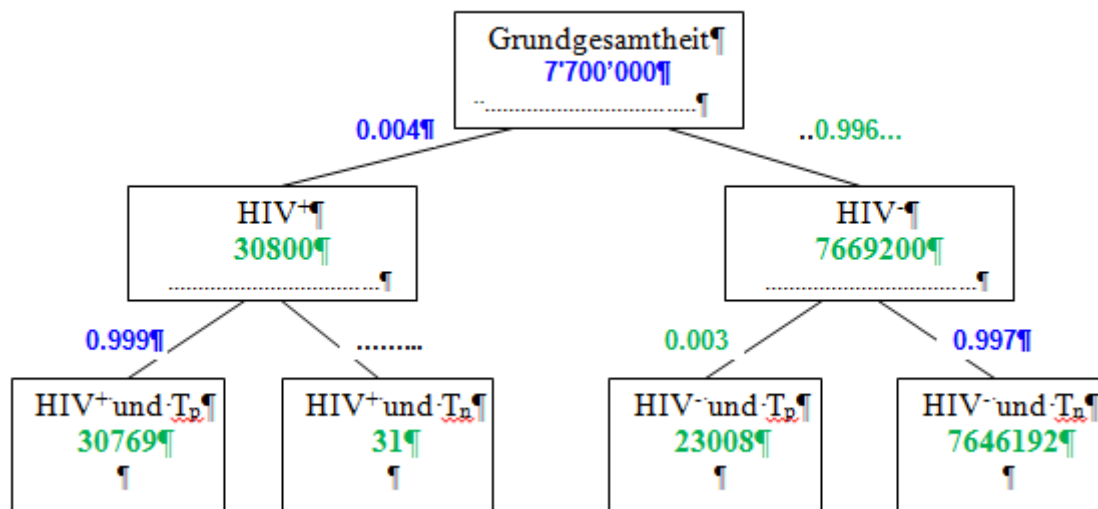 Grundgesamtheit¶
7'700’000¶
..................................¶
0.004¶
..0.996...
HIV⁺¶
30800¶
...................................¶
HIV⁻¶
7669200¶
...................................¶
0.999¶
.........
0.003
0.997¶
HIV⁺·und·Tₚ¶
30769¶
¶
HIV⁺·und·Tₙ¶
31¶
¶
HIV⁻·und·Tₚ¶
23008¶
¶
HIV⁻·und·Tₙ¶
7646192¶
¶